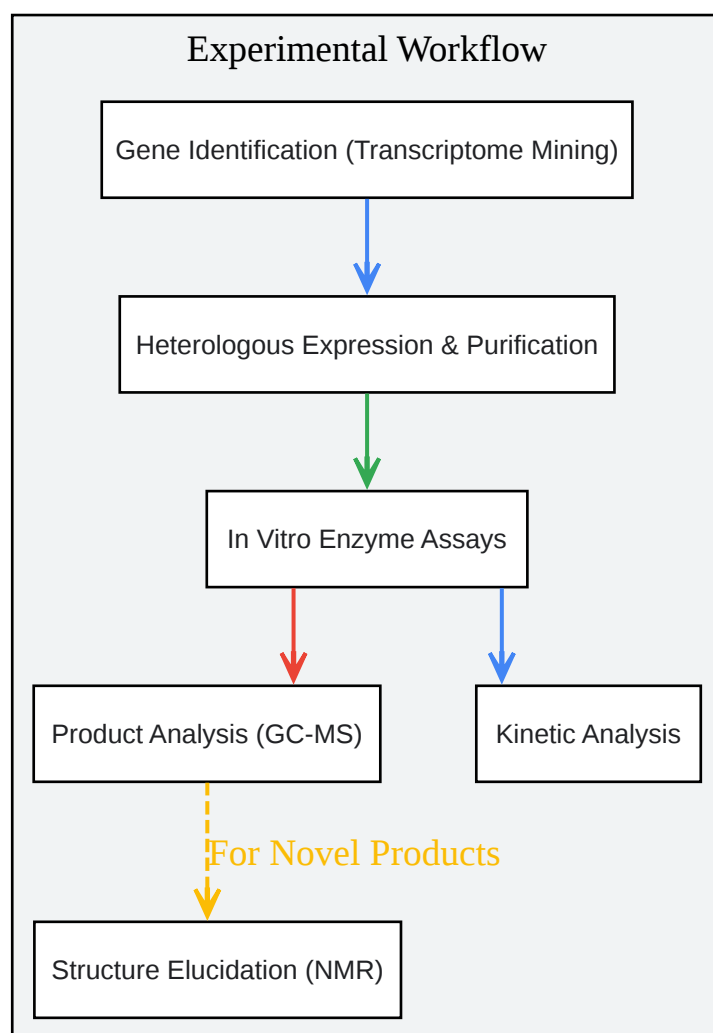 Experimental Workflow
Gene Identification (Transcriptome Mining)
Heterologous Expression & Purification
In Vitro Enzyme Assays
Product Analysis (GC-MS)
Kinetic Analysis
For Novel Products
Structure Elucidation (NMR)